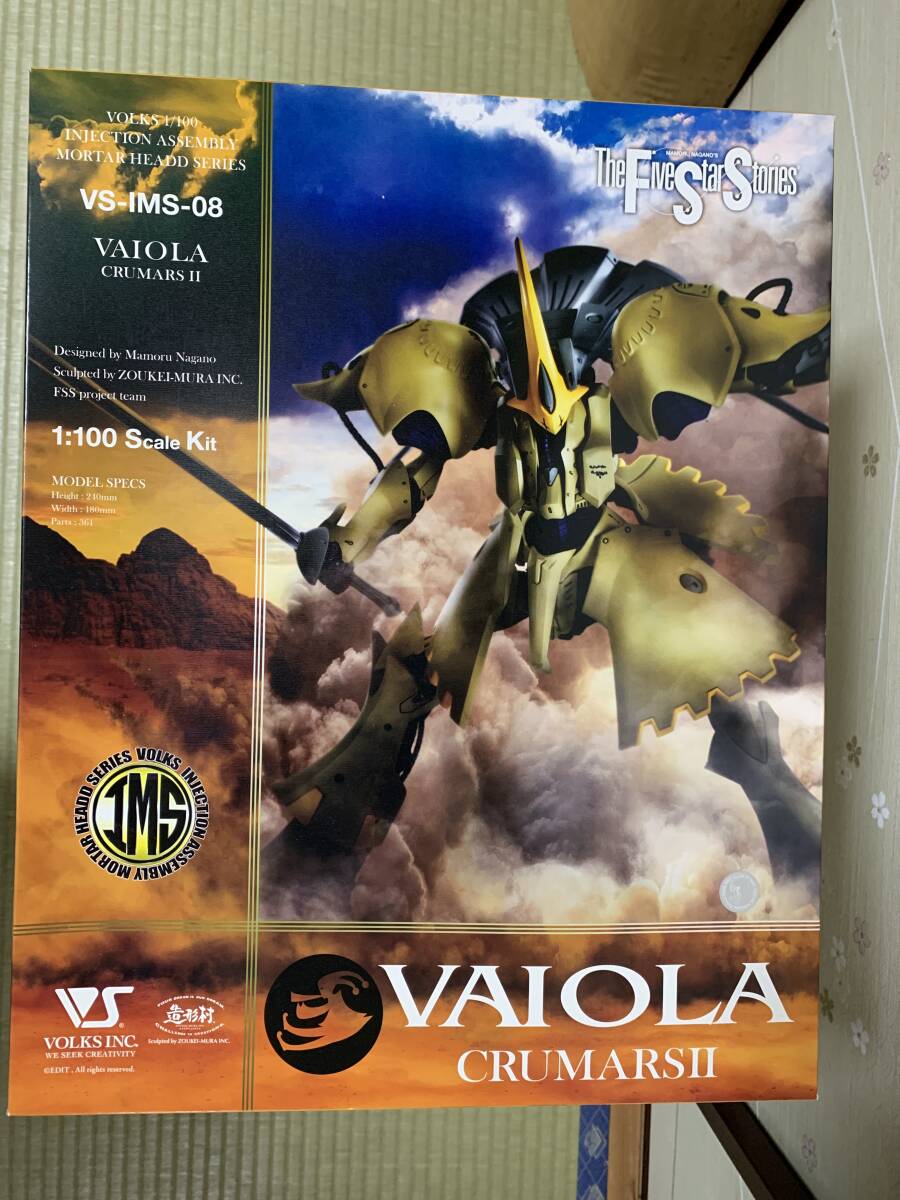 VOLKS 1/100
INJECTION ASSEMBLY
MORTAR HEADD SERIES
VS-IMS-08
VAIOLA
CRUMARS II
Designed by Mamoru Nagano
Sculpted by ZOUKEI-MURA INC.
FSS project team
1:100 Scale Kit
MODEL SPECS
Height : 240mm
Width : 180mm
Parts : 361
MAMORU NAGANO'S
The Five Star Stories
VOLKS INJECTION ASSEMBLY MORTAR HEADD SERIES
IMS
VS
VOLKS INC.
WE SEEK CREATIVITY
©EDIT , All rights reserved.
造形村
Sculpted by ZOUKEI-MURA INC.
VAIOLA
CRUMARS II